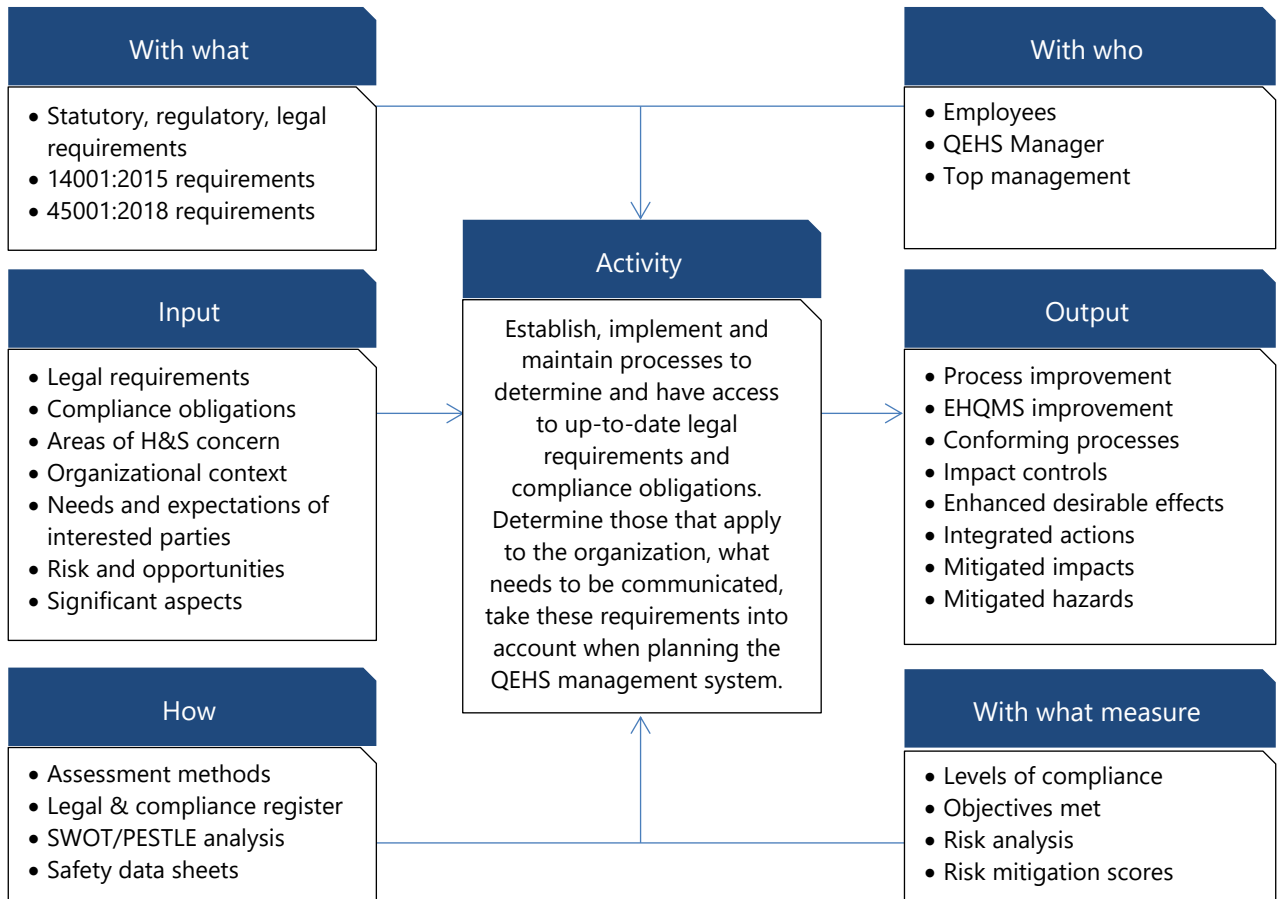 With what
• Statutory, regulatory, legal
requirements
• 14001:2015 requirements
• 45001:2018 requirements
With who
• Employees
• QEHS Manager
• Top management
Input
• Legal requirements
• Compliance obligations
• Areas of H&S concern
• Organizational context
• Needs and expectations of
interested parties
• Risk and opportunities
• Significant aspects
Activity
Establish, implement and
maintain processes to
determine and have access
to up-to-date legal
requirements and
compliance obligations.
Determine those that apply
to the organization, what
needs to be communicated,
take these requirements into
account when planning the
QEHS management system.
Output
• Process improvement
• EHQMS improvement
• Conforming processes
• Impact controls
• Enhanced desirable effects
• Integrated actions
• Mitigated impacts
• Mitigated hazards
How
• Assessment methods
• Legal & compliance register
• SWOT/PESTLE analysis
• Safety data sheets
With what measure
• Levels of compliance
• Objectives met
• Risk analysis
• Risk mitigation scores